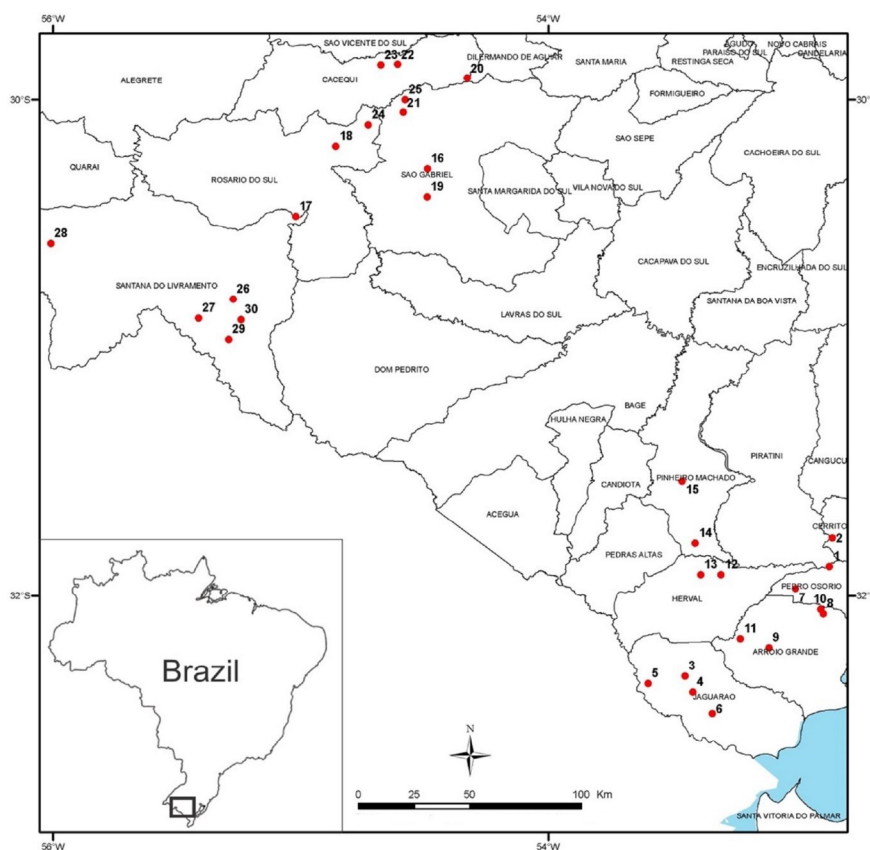 56°W
54°W
SAO VICENTE DO SUL
AGUDO
NOVO CABRAIS
PARAISO DO SUL
CANDELARIA
23
22
DILERMANDO DE AGUIAR
SANTA MARIA
RESTINGA SECA
ALEGRETE
CACEQUI
20
30°W
25
FORMIGUEIRO
30°W
21
24
18
SAO SEPE
CACHOEIRA DO SUL
QUARAI
ROSARIO DO SUL
16
SAO GABRIEL
SANTA MARGARIDA DO SUL
VILA NOVA DO SUL
19
17
28
CACAPAVA DO SUL
ENCRUZILHADA DO SUL
SANTANA DO LIVRAMENTO
26
SANTANA DA BOA VISTA
27
30
LAVRAS DO SUL
29
DOM PEDRITO
BAGE
HULHA NEGRA
PIRATINI
CANGUCU
PINHEIRO MACHADO
CANDIOTA
15
ACEGUA
CERRITO
14
2
PEDRAS ALTAS
1
13
12
PEDRO OSORIO
32°W
HERVAL
7
10
8
32°W
11
9
ARROIO GRANDE
3
5
4
JAGUARAO
6
Brazil
N
0
25
50
100
Km
SANTA VITORIA DO PALMAR
56°W
54°W